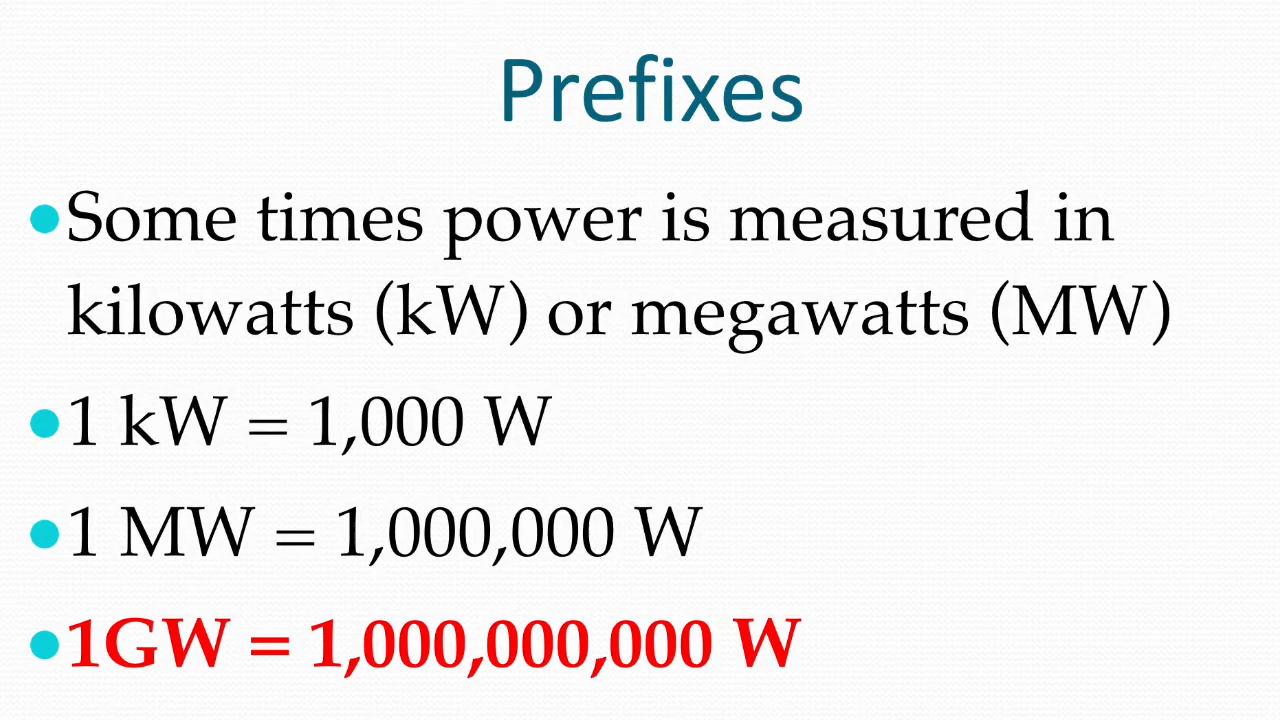 Prefixes
•Some times power is measured in
kilowatts (kW) or megawatts (MW)
•1 kW = 1,000 W
•1 MW = 1,000,000 W
•1GW = 1,000,000,000 W